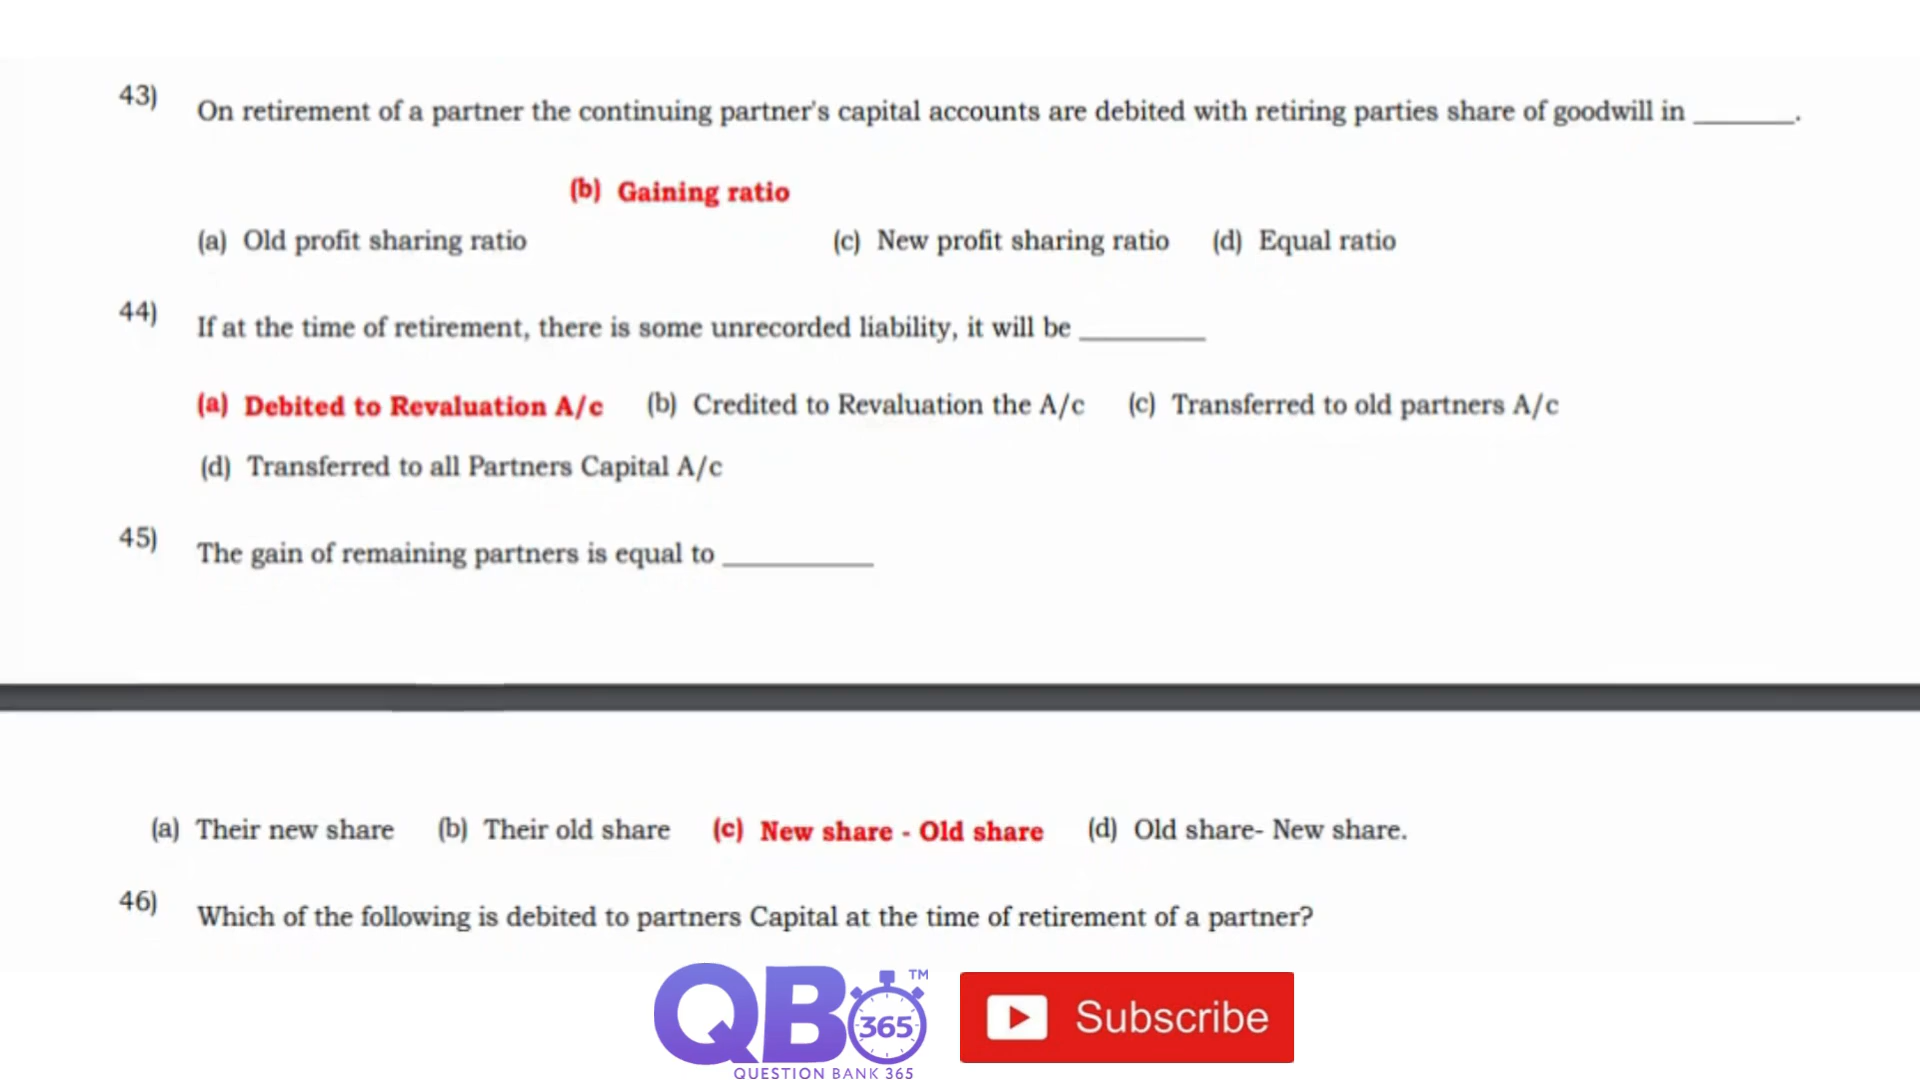 43)
On retirement of a partner the continuing partner's capital accounts are debited with retiring parties share of goodwill in _______.
(b) Gaining ratio
(a) Old profit sharing ratio (c) New profit sharing ratio (d) Equal ratio
44)
If at the time of retirement, there is some unrecorded liability, it will be _________
(a) Debited to Revaluation A/c (b) Credited to Revaluation the A/c (c) Transferred to old partners A/c
(d) Transferred to all Partners Capital A/c
45)
The gain of remaining partners is equal to ___________
(a) Their new share (b) Their old share (c) New share - Old share (d) Old share- New share.
46)
Which of the following is debited to partners Capital at the time of retirement of a partner?
QB 365 TM
QUESTION BANK 365
Subscribe